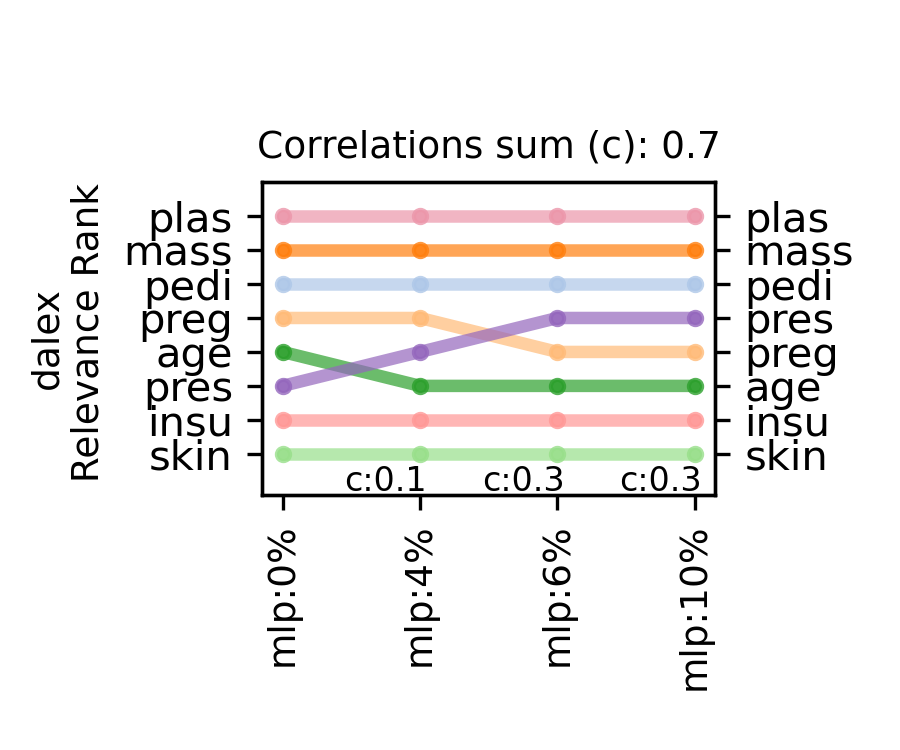 Correlations sum (c): 0.7
dalex
Relevance Rank
plas
mass
pedi
preg
age
pres
insu
skin
plas
mass
pedi
pres
preg
age
insu
skin
c:0.1
c:0.3
c:0.3
mlp:0%
mlp:4%
mlp:6%
mlp:10%